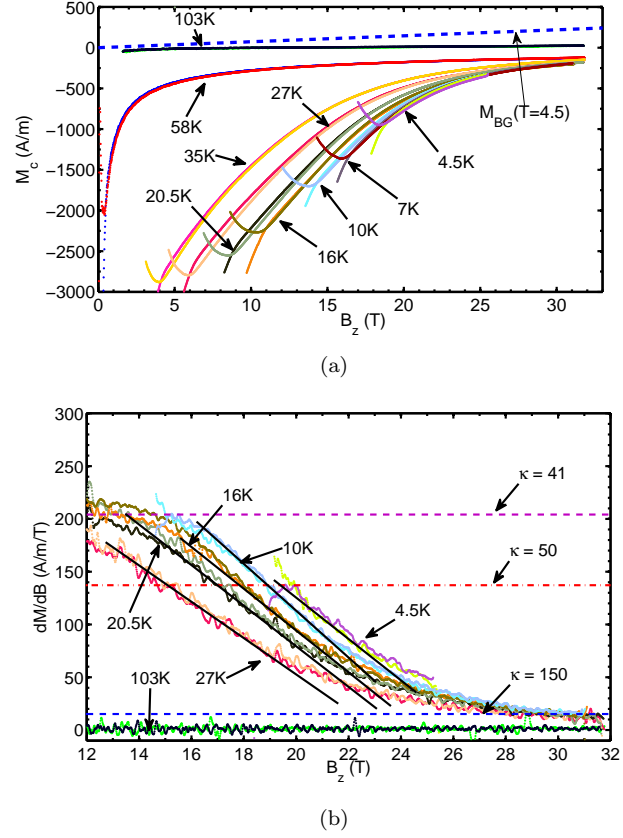 500
0
-500
-1000
-1500
-2000
-2500
-3000
M_c (A/m)
103K
58K
35K
27K
20.5K
16K
10K
7K
4.5K
M_BG(T=4.5)
0 5 10 15 20 25 30
B_z (T)
(a)
300
250
200
150
100
50
0
dM/dB (A/m/T)
κ = 41
16K
10K
κ = 50
20.5K
4.5K
27K
κ = 150
103K
12 14 16 18 20 22 24 26 28 30 32
B_z (T)
(b)